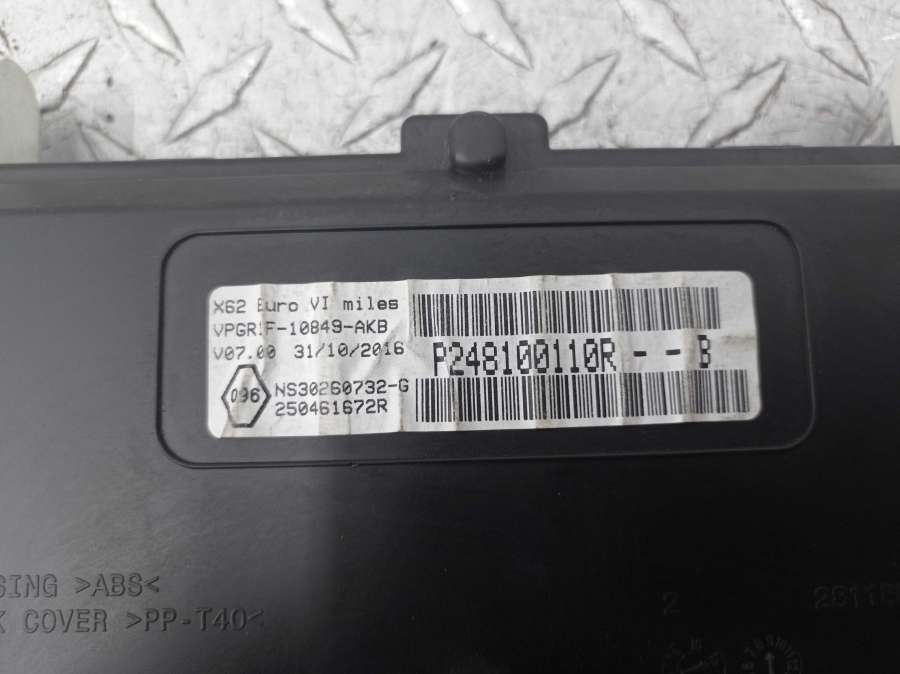 X62 Euro VI miles
VPGR1F-10849-AKB
V07.00 31/10/2016
P248100110R - - B
096
NS30260732-G
250461672R
SING >ABS<
K COVER >PP-T40<
2